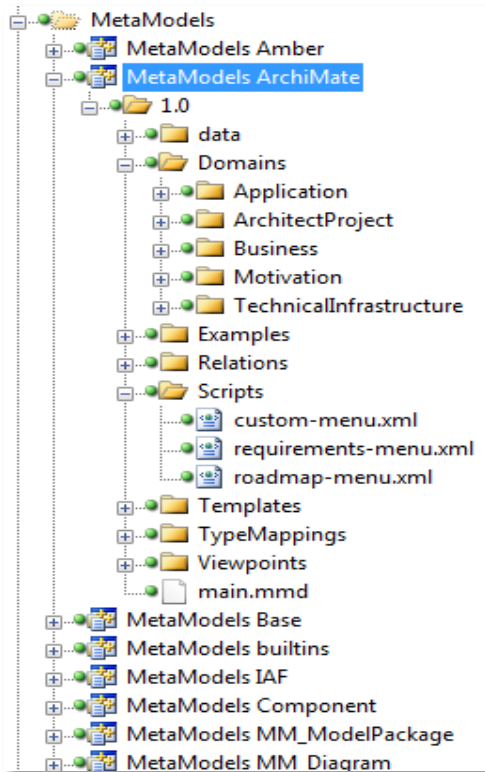 MetaModels
MetaModels Amber
MetaModels ArchiMate
1.0
data
Domains
Application
ArchitectProject
Business
Motivation
TechnicalInfrastructure
Examples
Relations
Scripts
custom-menu.xml
requirements-menu.xml
roadmap-menu.xml
Templates
TypeMappings
Viewpoints
main.mmd
MetaModels Base
MetaModels builtins
MetaModels IAF
MetaModels Component
MetaModels MM_ModelPackage
MetaModels MM_Diagram